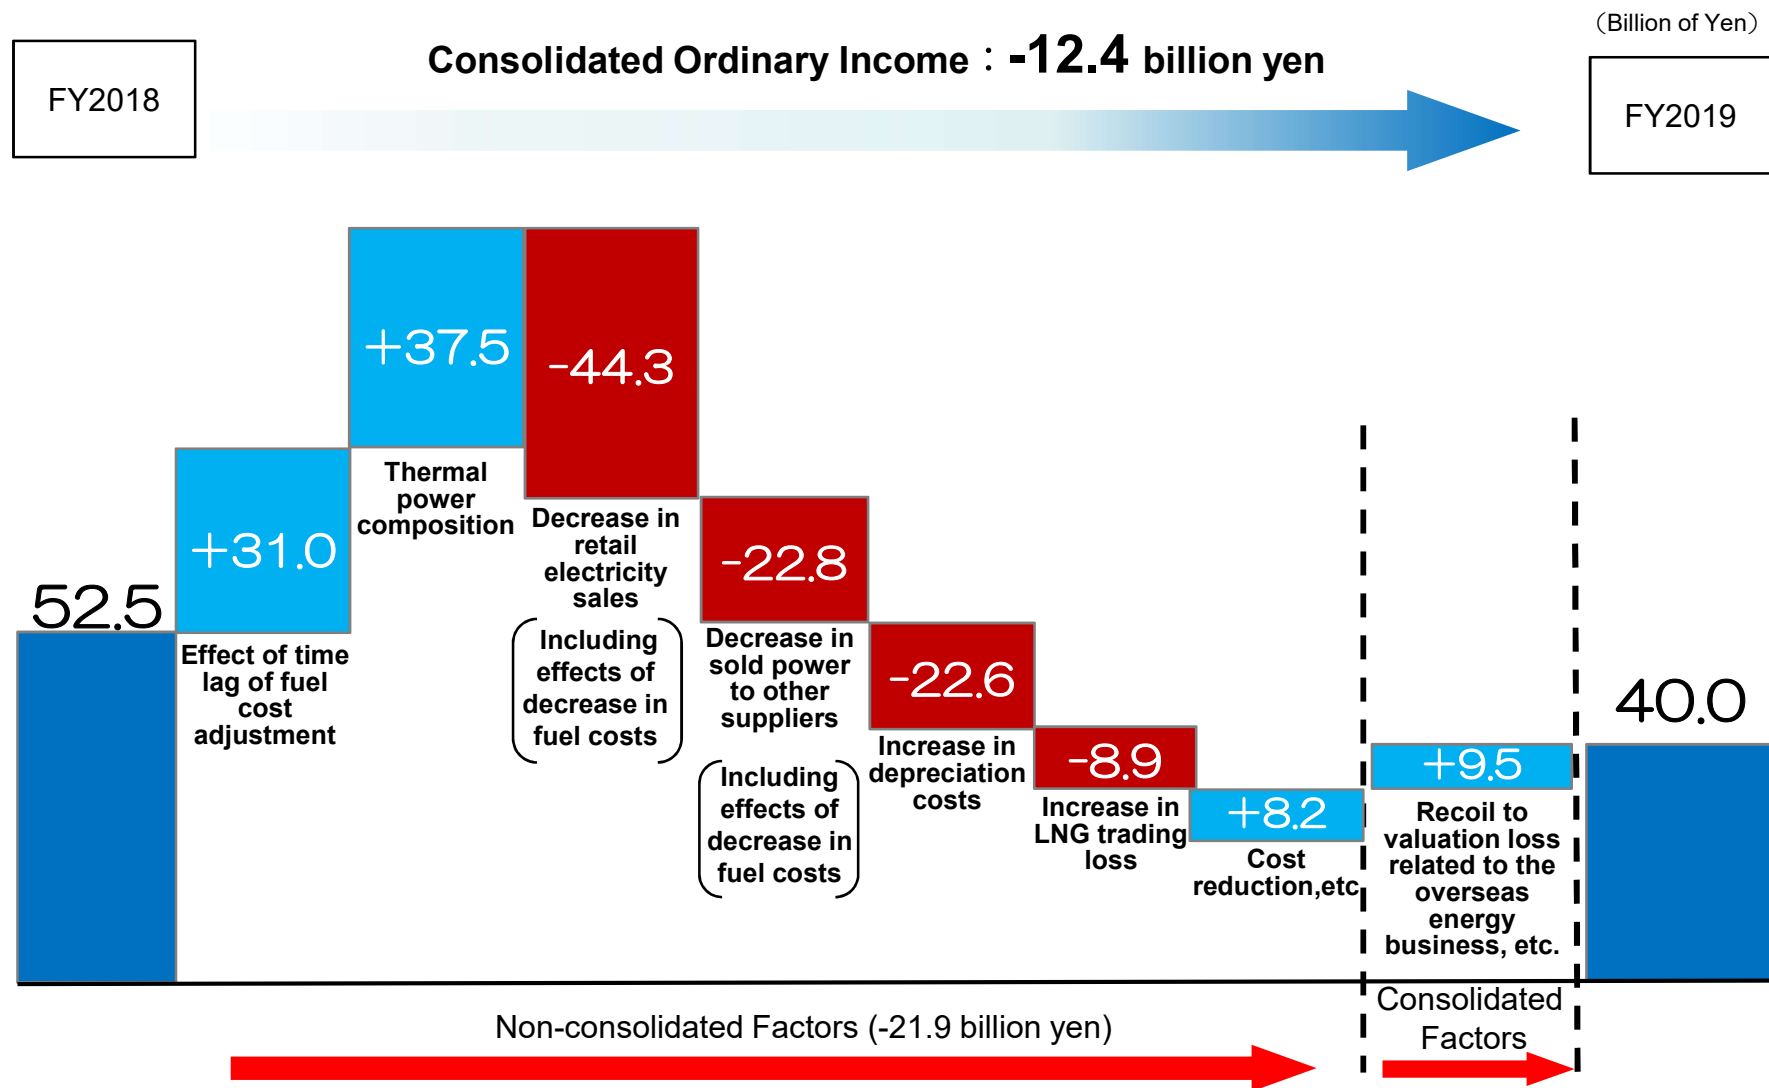 （Billion of Yen）
FY2018
Consolidated Ordinary Income：-12.4 billion yen
FY2019
52.5
+31.0
Effect of time
lag of fuel
cost
adjustment
+37.5
Thermal
power
composition
-44.3
Decrease in
retail
electricity
sales
Including
effects of
decrease in
fuel costs
-22.8
Decrease in
sold power
to other
suppliers
Including
effects of
decrease in
fuel costs
-22.6
Increase in
depreciation
costs
-8.9
Increase in
LNG trading
loss
+8.2
Cost
reduction,etc
+9.5
Recoil to
valuation loss
related to the
overseas
energy
business, etc.
40.0
Non-consolidated Factors (-21.9 billion yen)
Consolidated
Factors